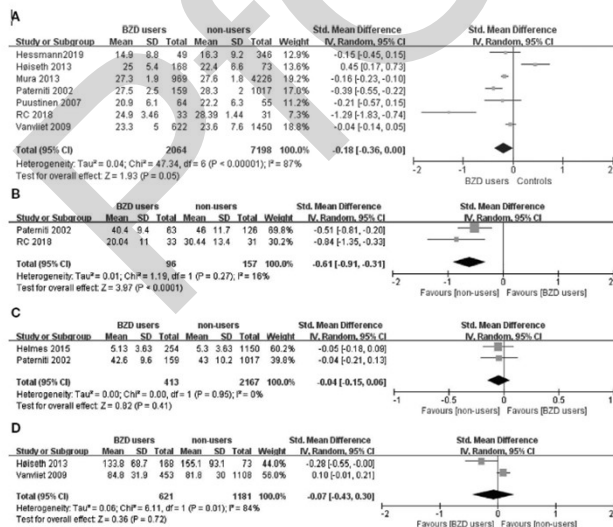 A
BZD users non-users Std. Mean Difference Std. Mean Difference
Study or Subgroup Mean SD Total Mean SD Total Weight IV, Random, 95% CI IV, Random, 95% CI
Hessmann2019 14.9 8.8 49 16.3 9.2 346 12.9% -0.15 [-0.45, 0.15]
Høiseth 2013 25 5.4 168 22.4 6.6 73 13.6% 0.45 [0.17, 0.73]
Mura 2013 27.3 1.9 969 27.6 1.8 4226 20.1% -0.16 [-0.23, -0.10]
Paterniti 2002 27.5 2.5 159 28.3 2 1017 17.7% -0.39 [-0.55, -0.22]
Puustinen 2007 20.9 6.1 64 22.2 6.3 55 11.2% -0.21 [-0.57, 0.15]
RC 2018 24.9 3.46 33 28.39 1.44 31 -1.29 [-1.83, -0.74]
Vanvliet 2009 23.3 5 622 23.6 7.6 1450 -0.04 [-0.14, 0.05]
Total (95% CI) 2064 7198 100.0% -0.18 [-0.36, 0.00]
Heterogeneity: Tau² = 0.04; Chi² = 47.34, df = 6 (P < 0.00001); I² = 87%
Test for overall effect: Z = 1.93 (P = 0.05)
-2 -1 0 1 2
BZD users Controls
B
BZD users non-users Std. Mean Difference Std. Mean Difference
Study or Subgroup Mean SD Total Mean SD Total Weight IV, Random, 95% CI IV, Random, 95% CI
Paterniti 2002 40.4 9.4 63 46 11.7 126 69.8% -0.51 [-0.81, -0.20]
RC 2018 20.04 11 33 30.44 13.4 31 30.2% -0.84 [-1.35, -0.33]
Total (95% CI) 96 157 100.0% -0.61 [-0.91, -0.31]
Heterogeneity: Tau² = 0.01; Chi² = 1.19, df = 1 (P = 0.27); I² = 16%
Test for overall effect: Z = 3.97 (P < 0.0001)
-2 -1 0 1 2
Favours [non-users] Favours [BZD users]
C
BZD users non-users Std. Mean Difference Std. Mean Difference
Study or Subgroup Mean SD Total Mean SD Total Weight IV, Random, 95% CI IV, Random, 95% CI
Helmes 2015 5.13 3.63 254 5.3 3.63 1150 60.2% -0.05 [-0.18, 0.09]
Paterniti 2002 42.6 9.6 159 43 10.2 1017 39.8% -0.04 [-0.21, 0.13]
Total (95% CI) 413 2167 100.0% -0.04 [-0.15, 0.06]
Heterogeneity: Tau² = 0.00; Chi² = 0.00, df = 1 (P = 0.95); I² = 0%
Test for overall effect: Z = 0.82 (P = 0.41)
-1 -0.5 0 0.5 1
Favours [non-users] Favours [BZD users]
D
BZD users non-users Std. Mean Difference Std. Mean Difference
Study or Subgroup Mean SD Total Mean SD Total Weight IV, Random, 95% CI IV, Random, 95% CI
Høiseth 2013 133.8 68.7 168 155.1 93.1 73 44.0% -0.28 [-0.55, -0.00]
Vanvliet 2009 84.8 31.9 453 81.8 30 1108 56.0% 0.10 [-0.01, 0.21]
Total (95% CI) 621 1181 100.0% -0.07 [-0.43, 0.30]
Heterogeneity: Tau² = 0.06; Chi² = 6.11, df = 1 (P = 0.01); I² = 84%
Test for overall effect: Z = 0.36 (P = 0.72)
-2 -1 0 1 2
Favours [BZD users] Favours [non-users]